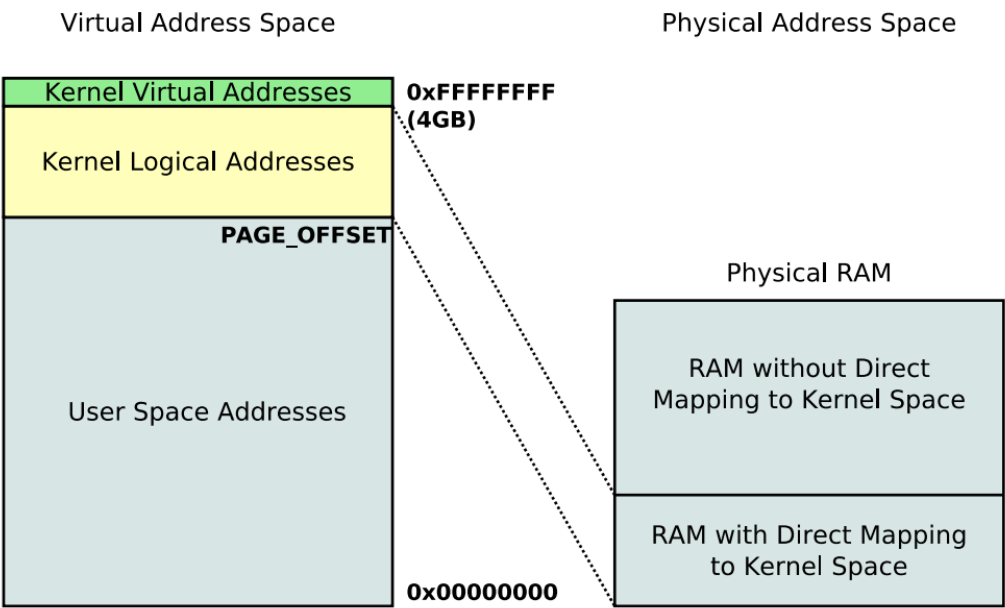 Virtual Address Space
Physical Address Space
Kernel Virtual Addresses
0xFFFFFFFF
(4GB)
Kernel Logical Addresses
PAGE_OFFSET
Physical RAM
RAM without Direct
Mapping to Kernel Space
User Space Addresses
RAM with Direct Mapping
to Kernel Space
0x00000000